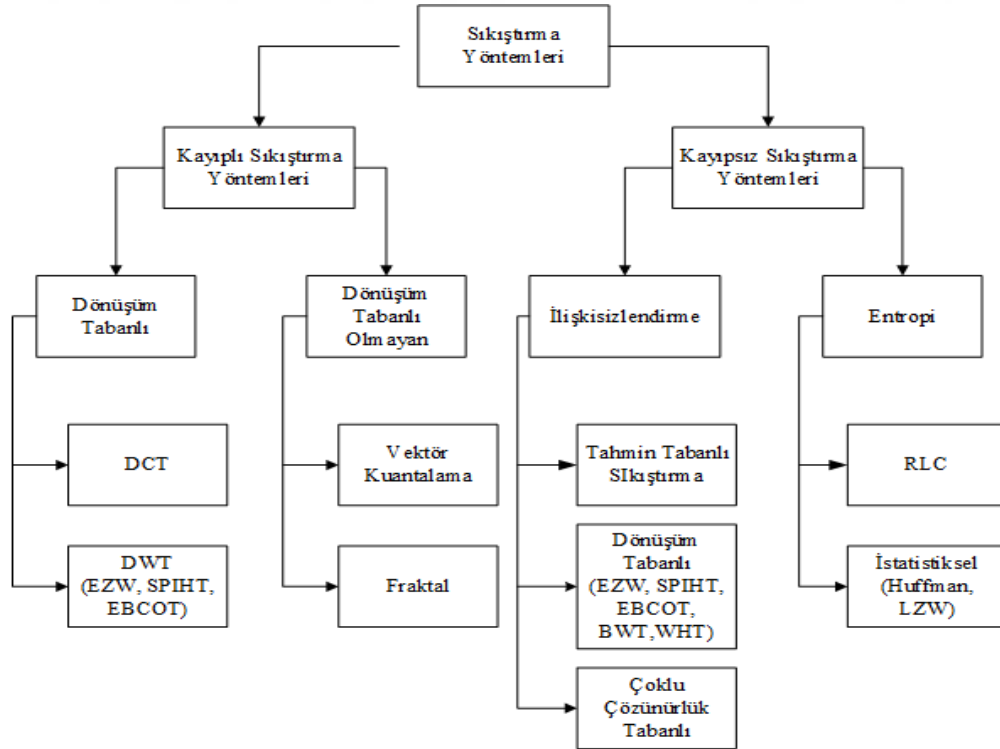 Sıkıştırma
Yöntemleri
Kayıplı Sıkıştırma
Yöntemleri
Kayıpsız Sıkıştırma
Yöntemleri
Dönüşüm
Tabanlı
Dönüşüm
Tabanlı
Olmayan
İlişkisizlendirme
Entropi
DCT
Vektör
Kuantalama
Tahmin Tabanlı
SIkıştırma
RLC
DWT
(EZW, SPIHT,
EBCOT)
Fraktal
Dönüşüm
Tabanlı
(EZW, SPIHT,
EBCOT,
BWT,WHT)
İstatistiksel
(Huffman,
LZW)
Çoklu
Çözünürlük
Tabanlı